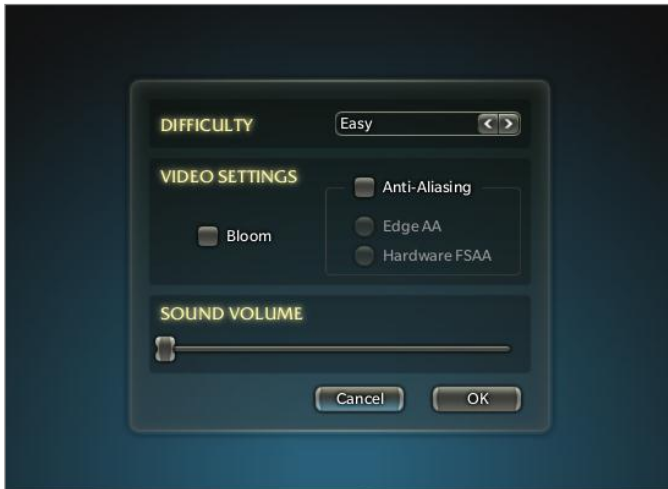 DIFFICULTY Easy
VIDEO SETTINGS
Anti-Aliasing
Bloom
Edge AA
Hardware FSAA
SOUND VOLUME
Cancel OK